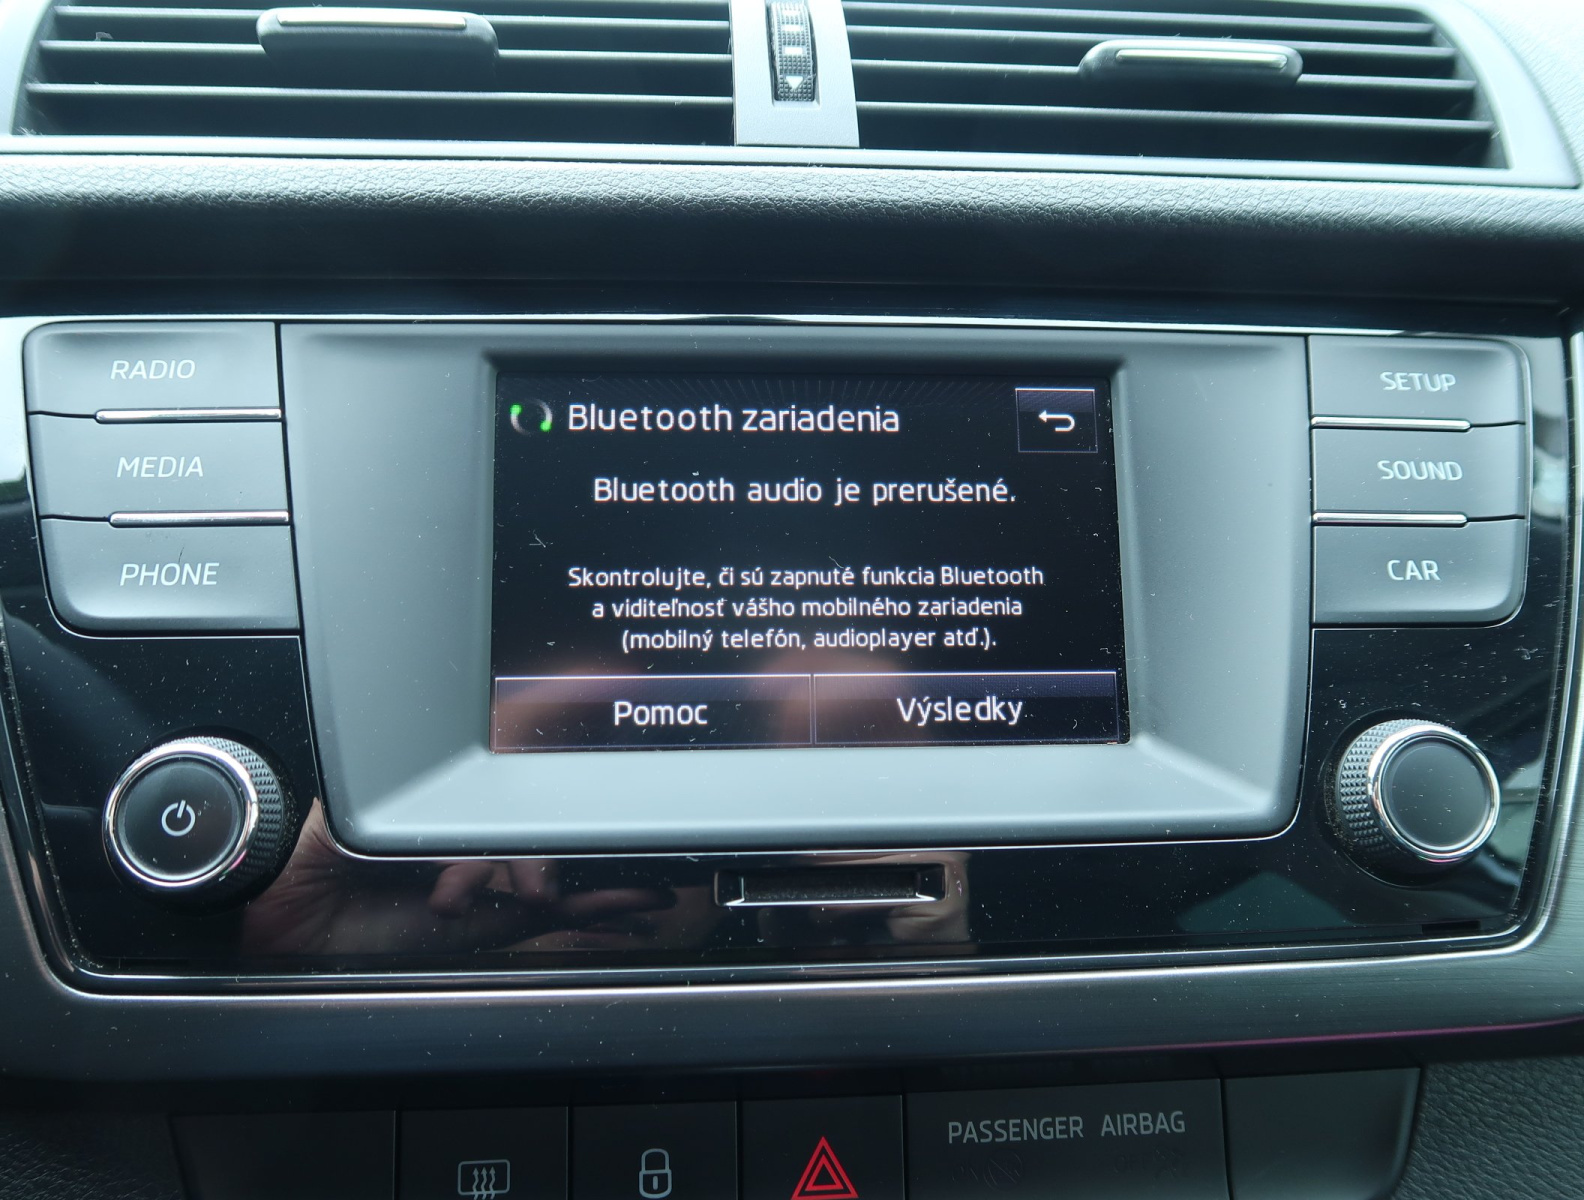 RADIO
MEDIA
PHONE
Bluetooth zariadenia
Bluetooth audio je prerušené.
Skontrolujte, či sú zapnuté funkcia Bluetooth
a viditeľnosť vášho mobilného zariadenia
(mobilný telefón, audioplayer atď.).
Pomoc
Výsledky
SETUP
SOUND
CAR
PASSENGER AIRBAG